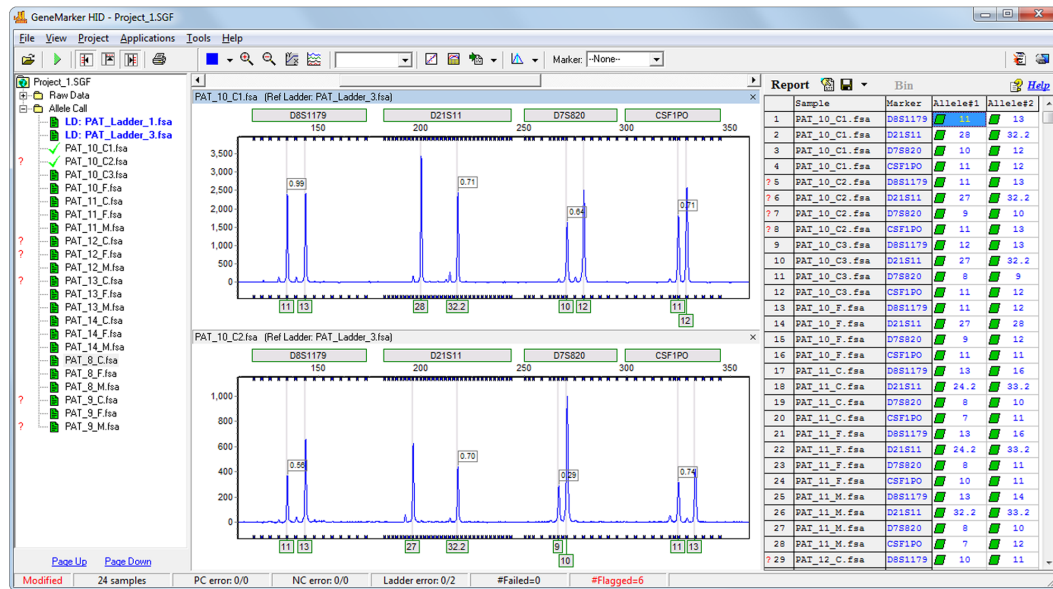 GeneMarker HID - Project_1.SGF
File View Project Applications Tools Help
Marker: --None--
Project_1.SGF
Raw Data
Allele Call
LD: PAT_Ladder_1.fsa
LD: PAT_Ladder_3.fsa
PAT_10_C1.fsa
? PAT_10_C2.fsa
PAT_10_C3.fsa
PAT_10_F.fsa
PAT_11_C.fsa
PAT_11_F.fsa
PAT_11_M.fsa
? PAT_12_C.fsa
? PAT_12_F.fsa
PAT_12_M.fsa
? PAT_13_C.fsa
PAT_13_F.fsa
PAT_13_M.fsa
PAT_14_C.fsa
PAT_14_F.fsa
PAT_14_M.fsa
PAT_8_C.fsa
PAT_8_F.fsa
PAT_8_M.fsa
? PAT_9_C.fsa
PAT_9_F.fsa
? PAT_9_M.fsa
Page Up Page Down
PAT_10_C1.fsa (Ref Ladder: PAT_Ladder_3.fsa) ×
D8S1179 D21S11 D7S820 CSF1PO
150 200 250 300 350
3,500
3,000
2,500
2,000
1,500
1,000
500
0
0.99 0.71 0.64 0.71
11 13 28 32.2 10 12 11
12
PAT_10_C2.fsa (Ref Ladder: PAT_Ladder_3.fsa) ×
D8S1179 D21S11 D7S820 CSF1PO
150 200 250 300 350
1,000
800
600
400
200
0
0.56 0.70 0.29 0.74
11 13 27 32.2 9 11 13
10
Report Bin Help
Sample Marker Allele#1 Allele#2
1 PAT_10_C1.fsa D8S1179 11 13
2 PAT_10_C1.fsa D21S11 28 32.2
3 PAT_10_C1.fsa D7S820 10 12
4 PAT_10_C1.fsa CSF1PO 11 12
? 5 PAT_10_C2.fsa D8S1179 11 13
? 6 PAT_10_C2.fsa D21S11 27 32.2
? 7 PAT_10_C2.fsa D7S820 9 10
? 8 PAT_10_C2.fsa CSF1PO 11 13
9 PAT_10_C3.fsa D8S1179 12 13
10 PAT_10_C3.fsa D21S11 27 32.2
11 PAT_10_C3.fsa D7S820 8 9
12 PAT_10_C3.fsa CSF1PO 11 12
13 PAT_10_F.fsa D8S1179 11 12
14 PAT_10_F.fsa D21S11 27 28
15 PAT_10_F.fsa D7S820 9 12
16 PAT_10_F.fsa CSF1PO 11 11
17 PAT_11_C.fsa D8S1179 13 16
18 PAT_11_C.fsa D21S11 24.2 33.2
19 PAT_11_C.fsa D7S820 8 10
20 PAT_11_C.fsa CSF1PO 7 11
21 PAT_11_F.fsa D8S1179 13 16
22 PAT_11_F.fsa D21S11 24.2 33.2
23 PAT_11_F.fsa D7S820 8 11
24 PAT_11_F.fsa CSF1PO 10 11
25 PAT_11_M.fsa D8S1179 13 14
26 PAT_11_M.fsa D21S11 32.2 33.2
27 PAT_11_M.fsa D7S820 8 10
28 PAT_11_M.fsa CSF1PO 7 12
? 29 PAT_12_C.fsa D8S1179 10 11
Modified 24 samples PC error: 0/0 NC error: 0/0 Ladder error: 0/2 #Failed=0 #Flagged=6